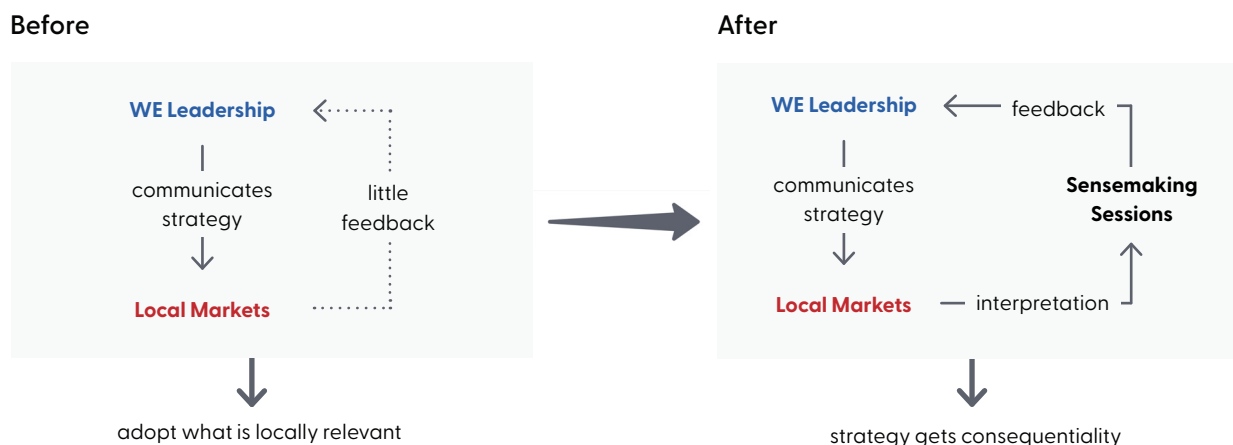 Before
WE Leadership
communicates
strategy
little
feedback
Local Markets
adopt what is locally relevant
After
WE Leadership
feedback
communicates
strategy
Sensemaking
Sessions
Local Markets
interpretation
strategy gets consequentiality